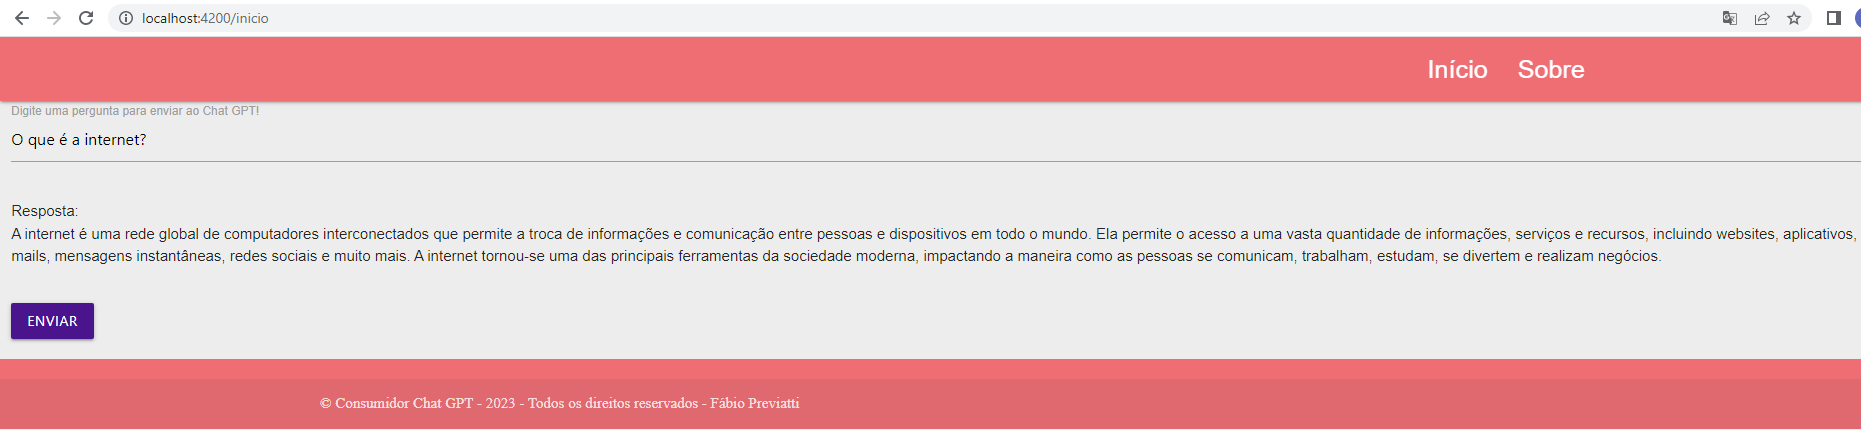 localhost:4200/inicio
Início Sobre
Digite uma pergunta para enviar ao Chat GPT!
O que é a internet?
Resposta:
A internet é uma rede global de computadores interconectados que permite a troca de informações e comunicação entre pessoas e dispositivos em todo o mundo. Ela permite o acesso a uma vasta quantidade de informações, serviços e recursos, incluindo websites, aplicativos,
mails, mensagens instantâneas, redes sociais e muito mais. A internet tornou-se uma das principais ferramentas da sociedade moderna, impactando a maneira como as pessoas se comunicam, trabalham, estudam, se divertem e realizam negócios.
ENVIAR
© Consumidor Chat GPT - 2023 - Todos os direitos reservados - Fábio Previatti